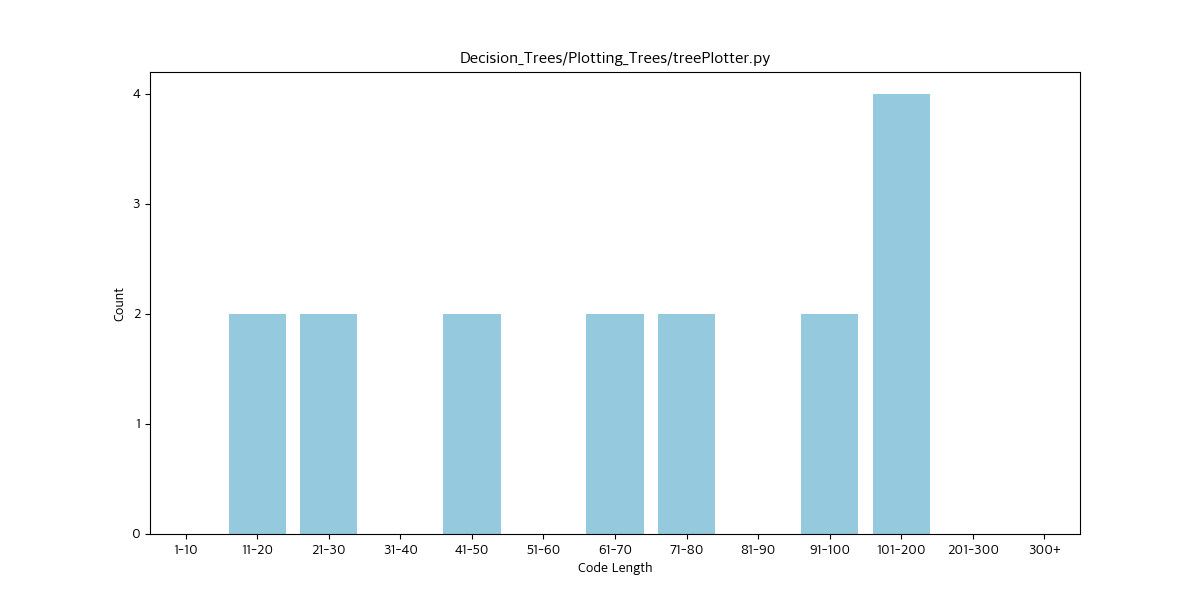 Decision_Trees/Plotting_Trees/treePlotter.py
4
3
2
1
0
Count
1-10 11-20 21-30 31-40 41-50 51-60 61-70 71-80 81-90 91-100 101-200 201-300 300+
Code Length